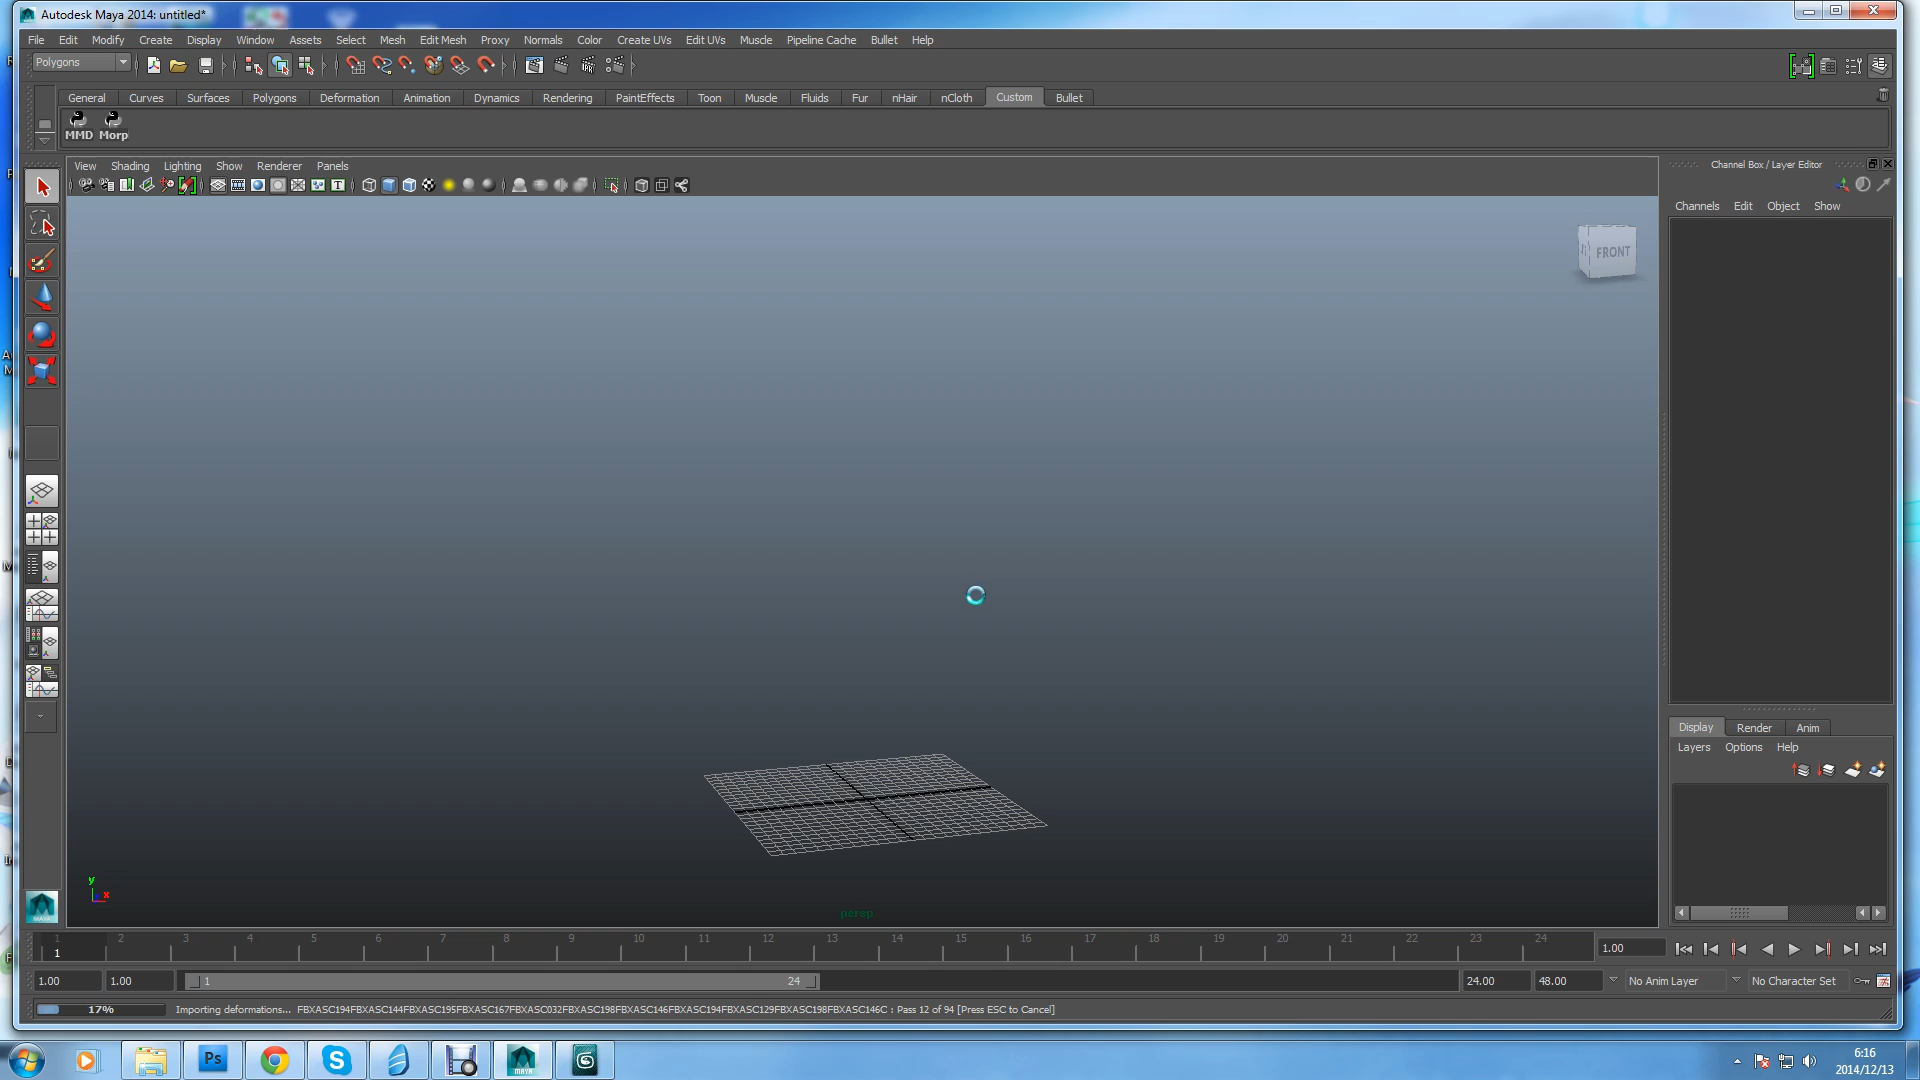 Autodesk Maya 2014: untitled*
File Edit Modify Create Display Window Assets Select Mesh Edit Mesh Proxy Normals Color Create UVs Edit UVs Muscle Pipeline Cache Bullet Help
Polygons
General Curves Surfaces Polygons Deformation Animation Dynamics Rendering PaintEffects Toon Muscle Fluids Fur nHair nCloth Custom Bullet
MMD Morp
View Shading Lighting Show Renderer Panels
Channel Box / Layer Editor
Channels Edit Object Show
FRONT
Display Render Anim
Layers Options Help
y
x
persp
MAYA
1 2 3 4 5 6 7 8 9 10 11 12 13 14 15 16 17 18 19 20 21 22 23 24
1
1.00
1.00 1.00 1 24 24.00 48.00 No Anim Layer No Character Set
17% Importing deformations... FBXASC194FBXASC144FBXASC195FBXASC167FBXASC032FBXASC198FBXASC146FBXASC194FBXASC129FBXASC198FBXASC146C : Pass 12 of 94 [Press ESC to Cancel]
Ps
S
MAYA
6:16
2014/12/13